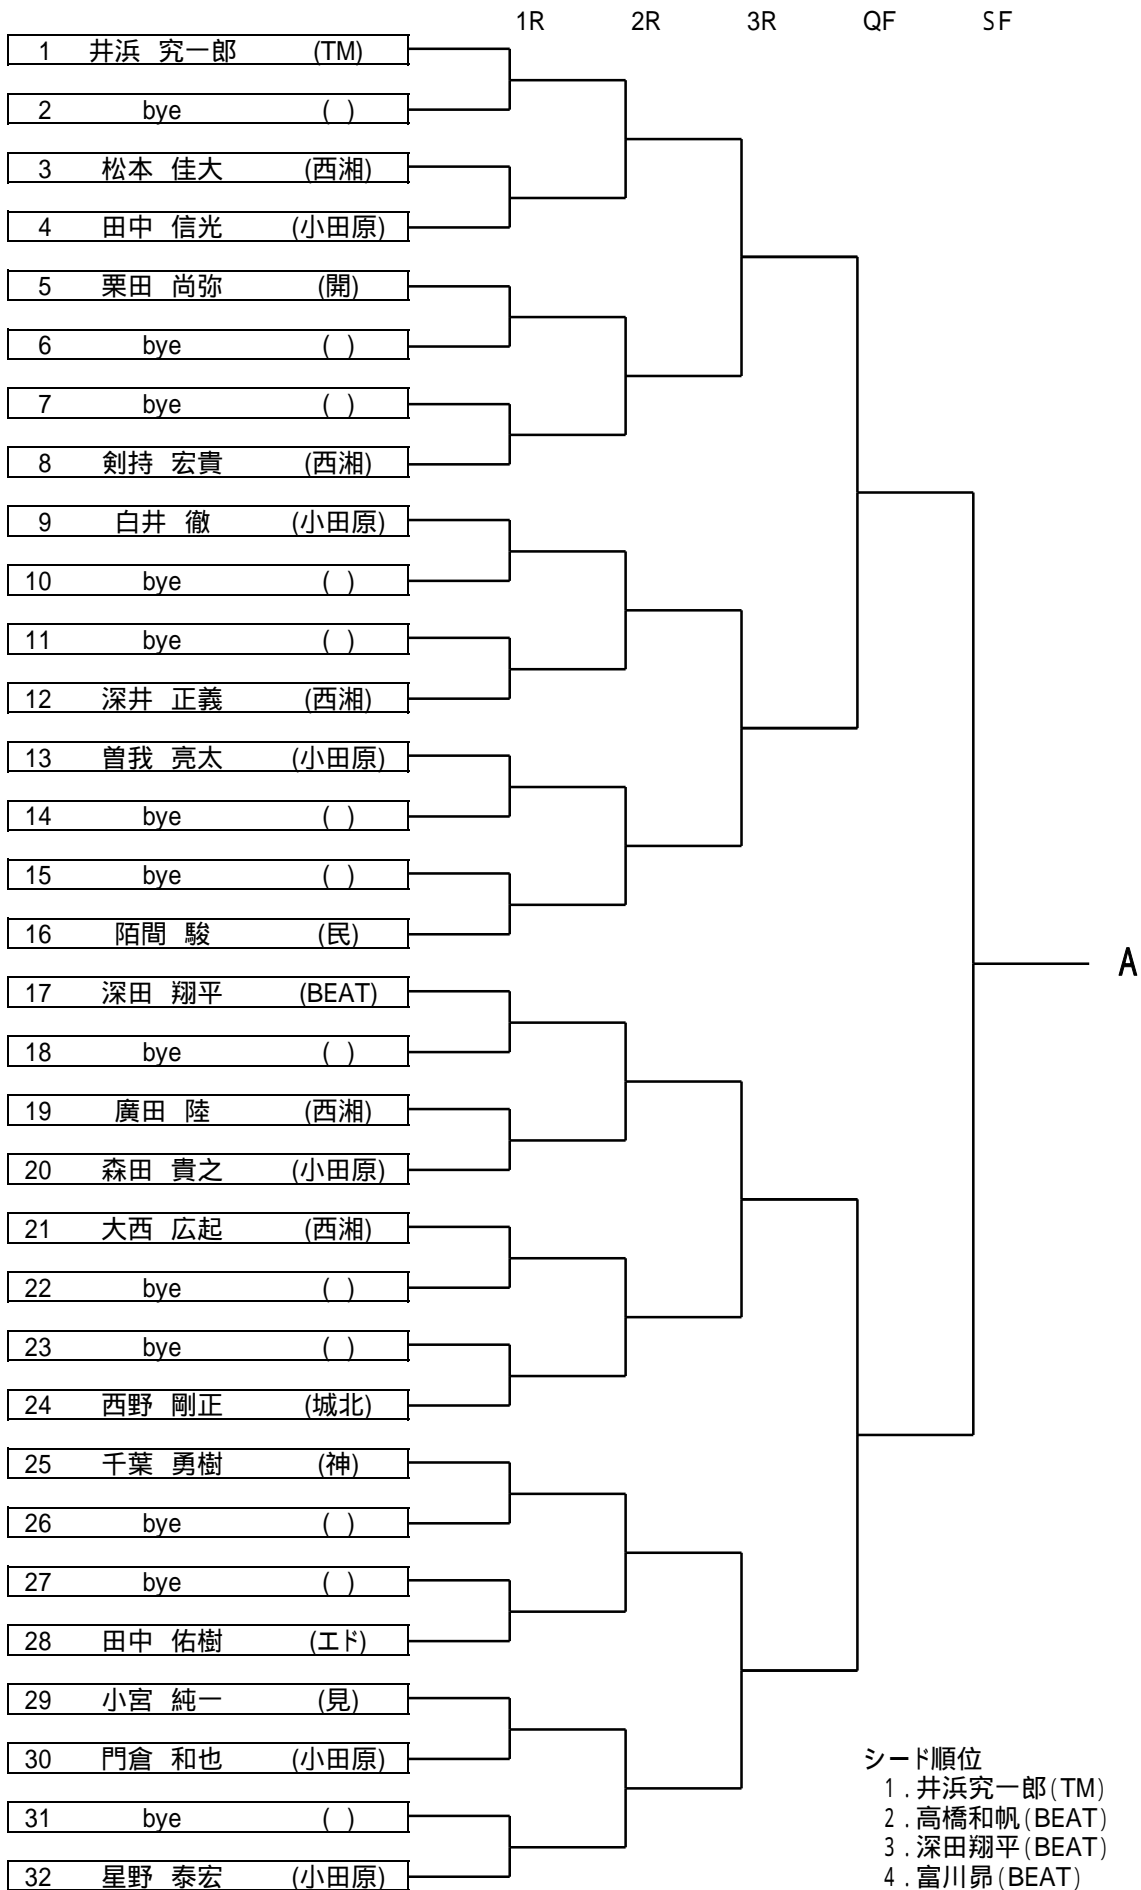 1R 2R 3R QF SF
1 井浜 究一郎 (TM)
2 bye ( )
3 松本 佳大 (西湘)
4 田中 信光 (小田原)
5 栗田 尚弥 (開)
6 bye ( )
7 bye ( )
8 剣持 宏貴 (西湘)
9 白井 徹 (小田原)
10 bye ( )
11 bye ( )
12 深井 正義 (西湘)
13 曽我 亮太 (小田原)
14 bye ( )
15 bye ( )
16 陌間 駿 (民)
A
17 深田 翔平 (BEAT)
18 bye ( )
19 廣田 陸 (西湘)
20 森田 貴之 (小田原)
21 大西 広起 (西湘)
22 bye ( )
23 bye ( )
24 西野 剛正 (城北)
25 千葉 勇樹 (神)
26 bye ( )
27 bye ( )
28 田中 佑樹 (エド)
29 小宮 純一 (見)
30 門倉 和也 (小田原)
31 bye ( )
32 星野 泰宏 (小田原)
シード順位
1．井浜究一郎(TM)
2．高橋和帆(BEAT)
3．深田翔平(BEAT)
4．富川昴(BEAT)